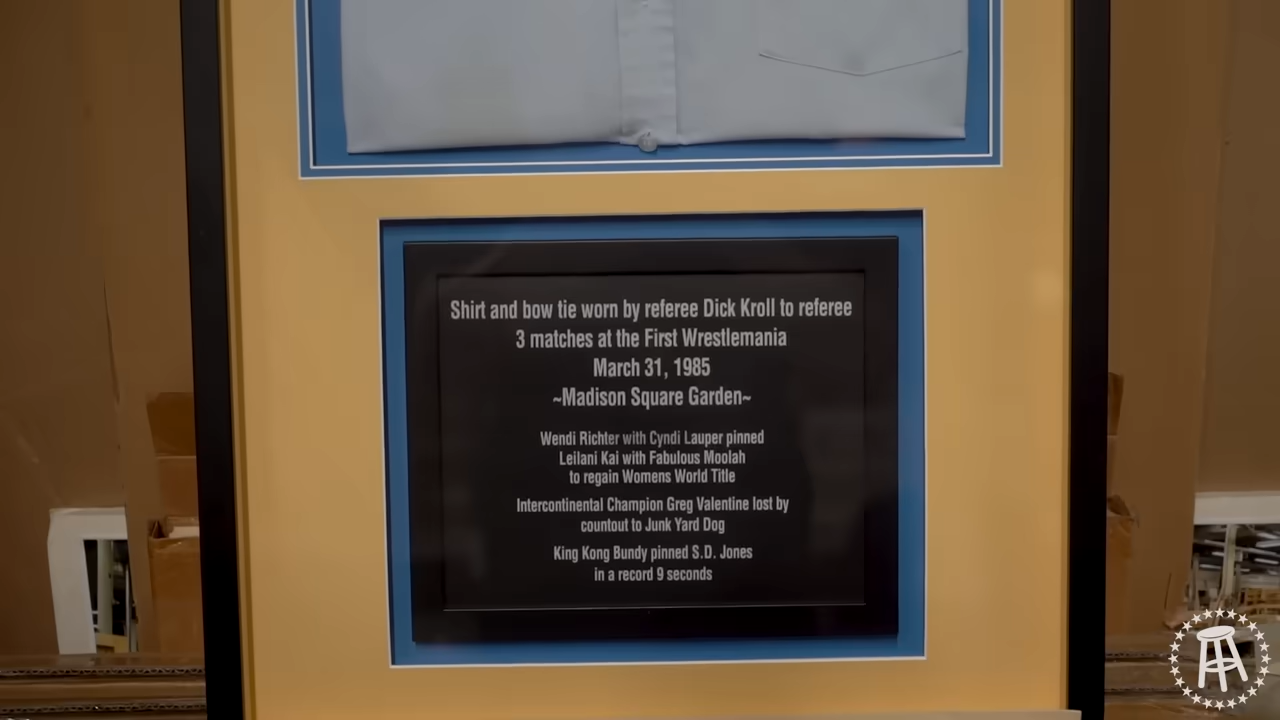 Shirt and bow tie worn by referee Dick Kroll to referee
3 matches at the First Wrestlemania
March 31, 1985
~Madison Square Garden~
Wendi Richter with Cyndi Lauper pinned
Leilani Kai with Fabulous Moolah
to regain Womens World Title
Intercontinental Champion Greg Valentine lost by
countout to Junk Yard Dog
King Kong Bundy pinned S.D. Jones
in a record 9 seconds